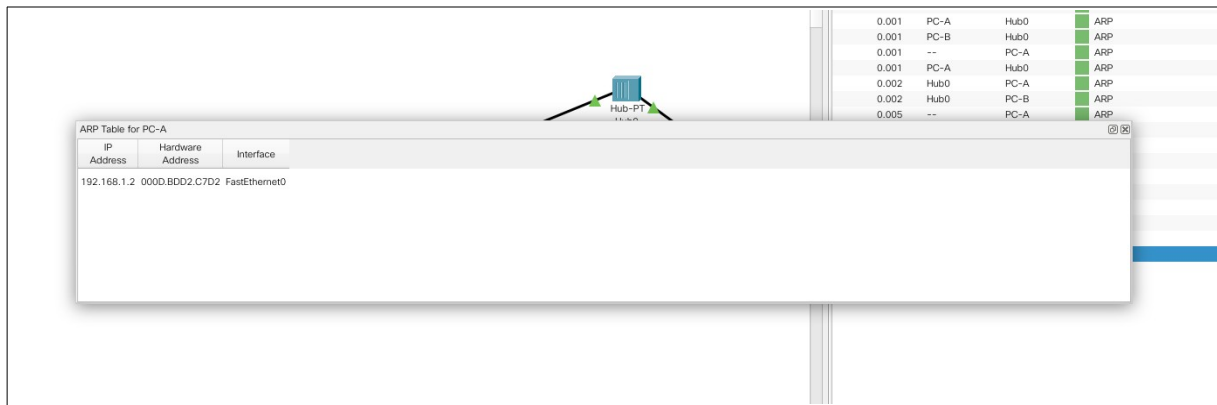 0.001 PC-A Hub0 ARP
0.001 PC-B Hub0 ARP
0.001 -- PC-A ARP
0.001 PC-A Hub0 ARP
0.002 Hub0 PC-A ARP
0.002 Hub0 PC-B ARP
0.005 -- PC-A ARP
Hub-PT
Hub0
ARP Table for PC-A
IP Address
Hardware Address
Interface
192.168.1.2 000D.BDD2.C7D2 FastEthernet0